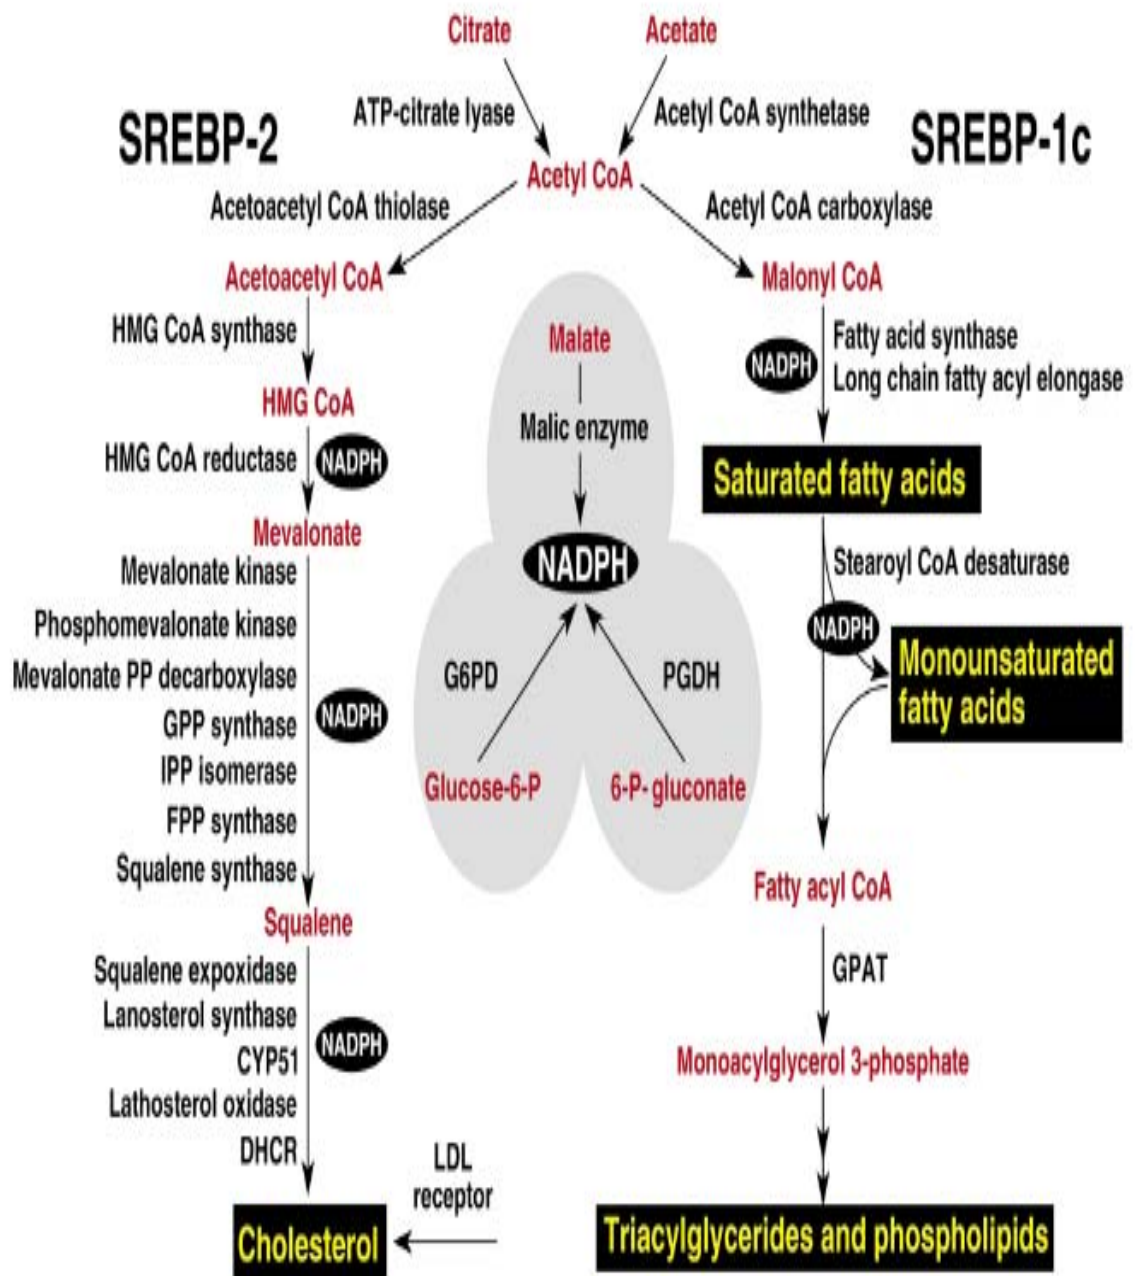 Citrate
Acetate
ATP-citrate lyase
Acetyl CoA synthetase
SREBP-2
SREBP-1c
Acetyl CoA
Acetoacetyl CoA thiolase
Acetyl CoA carboxylase
Acetoacetyl CoA
Malonyl CoA
HMG CoA synthase
HMG CoA
HMG CoA reductase
NADPH
Mevalonate
Mevalonate kinase
Phosphomevalonate kinase
Mevalonate PP decarboxylase
GPP synthase
NADPH
IPP isomerase
FPP synthase
Squalene synthase
Squalene
Squalene expoxidase
Lanosterol synthase
NADPH
CYP51
Lathosterol oxidase
DHCR
Cholesterol
LDL
receptor
Malate
Malic enzyme
NADPH
G6PD
PGDH
Glucose-6-P
6-P- gluconate
NADPH
Fatty acid synthase
Long chain fatty acyl elongase
Saturated fatty acids
Stearoyl CoA desaturase
NADPH
Monounsaturated
fatty acids
Fatty acyl CoA
GPAT
Monoacylglycerol 3-phosphate
Triacylglycerides and phospholipids